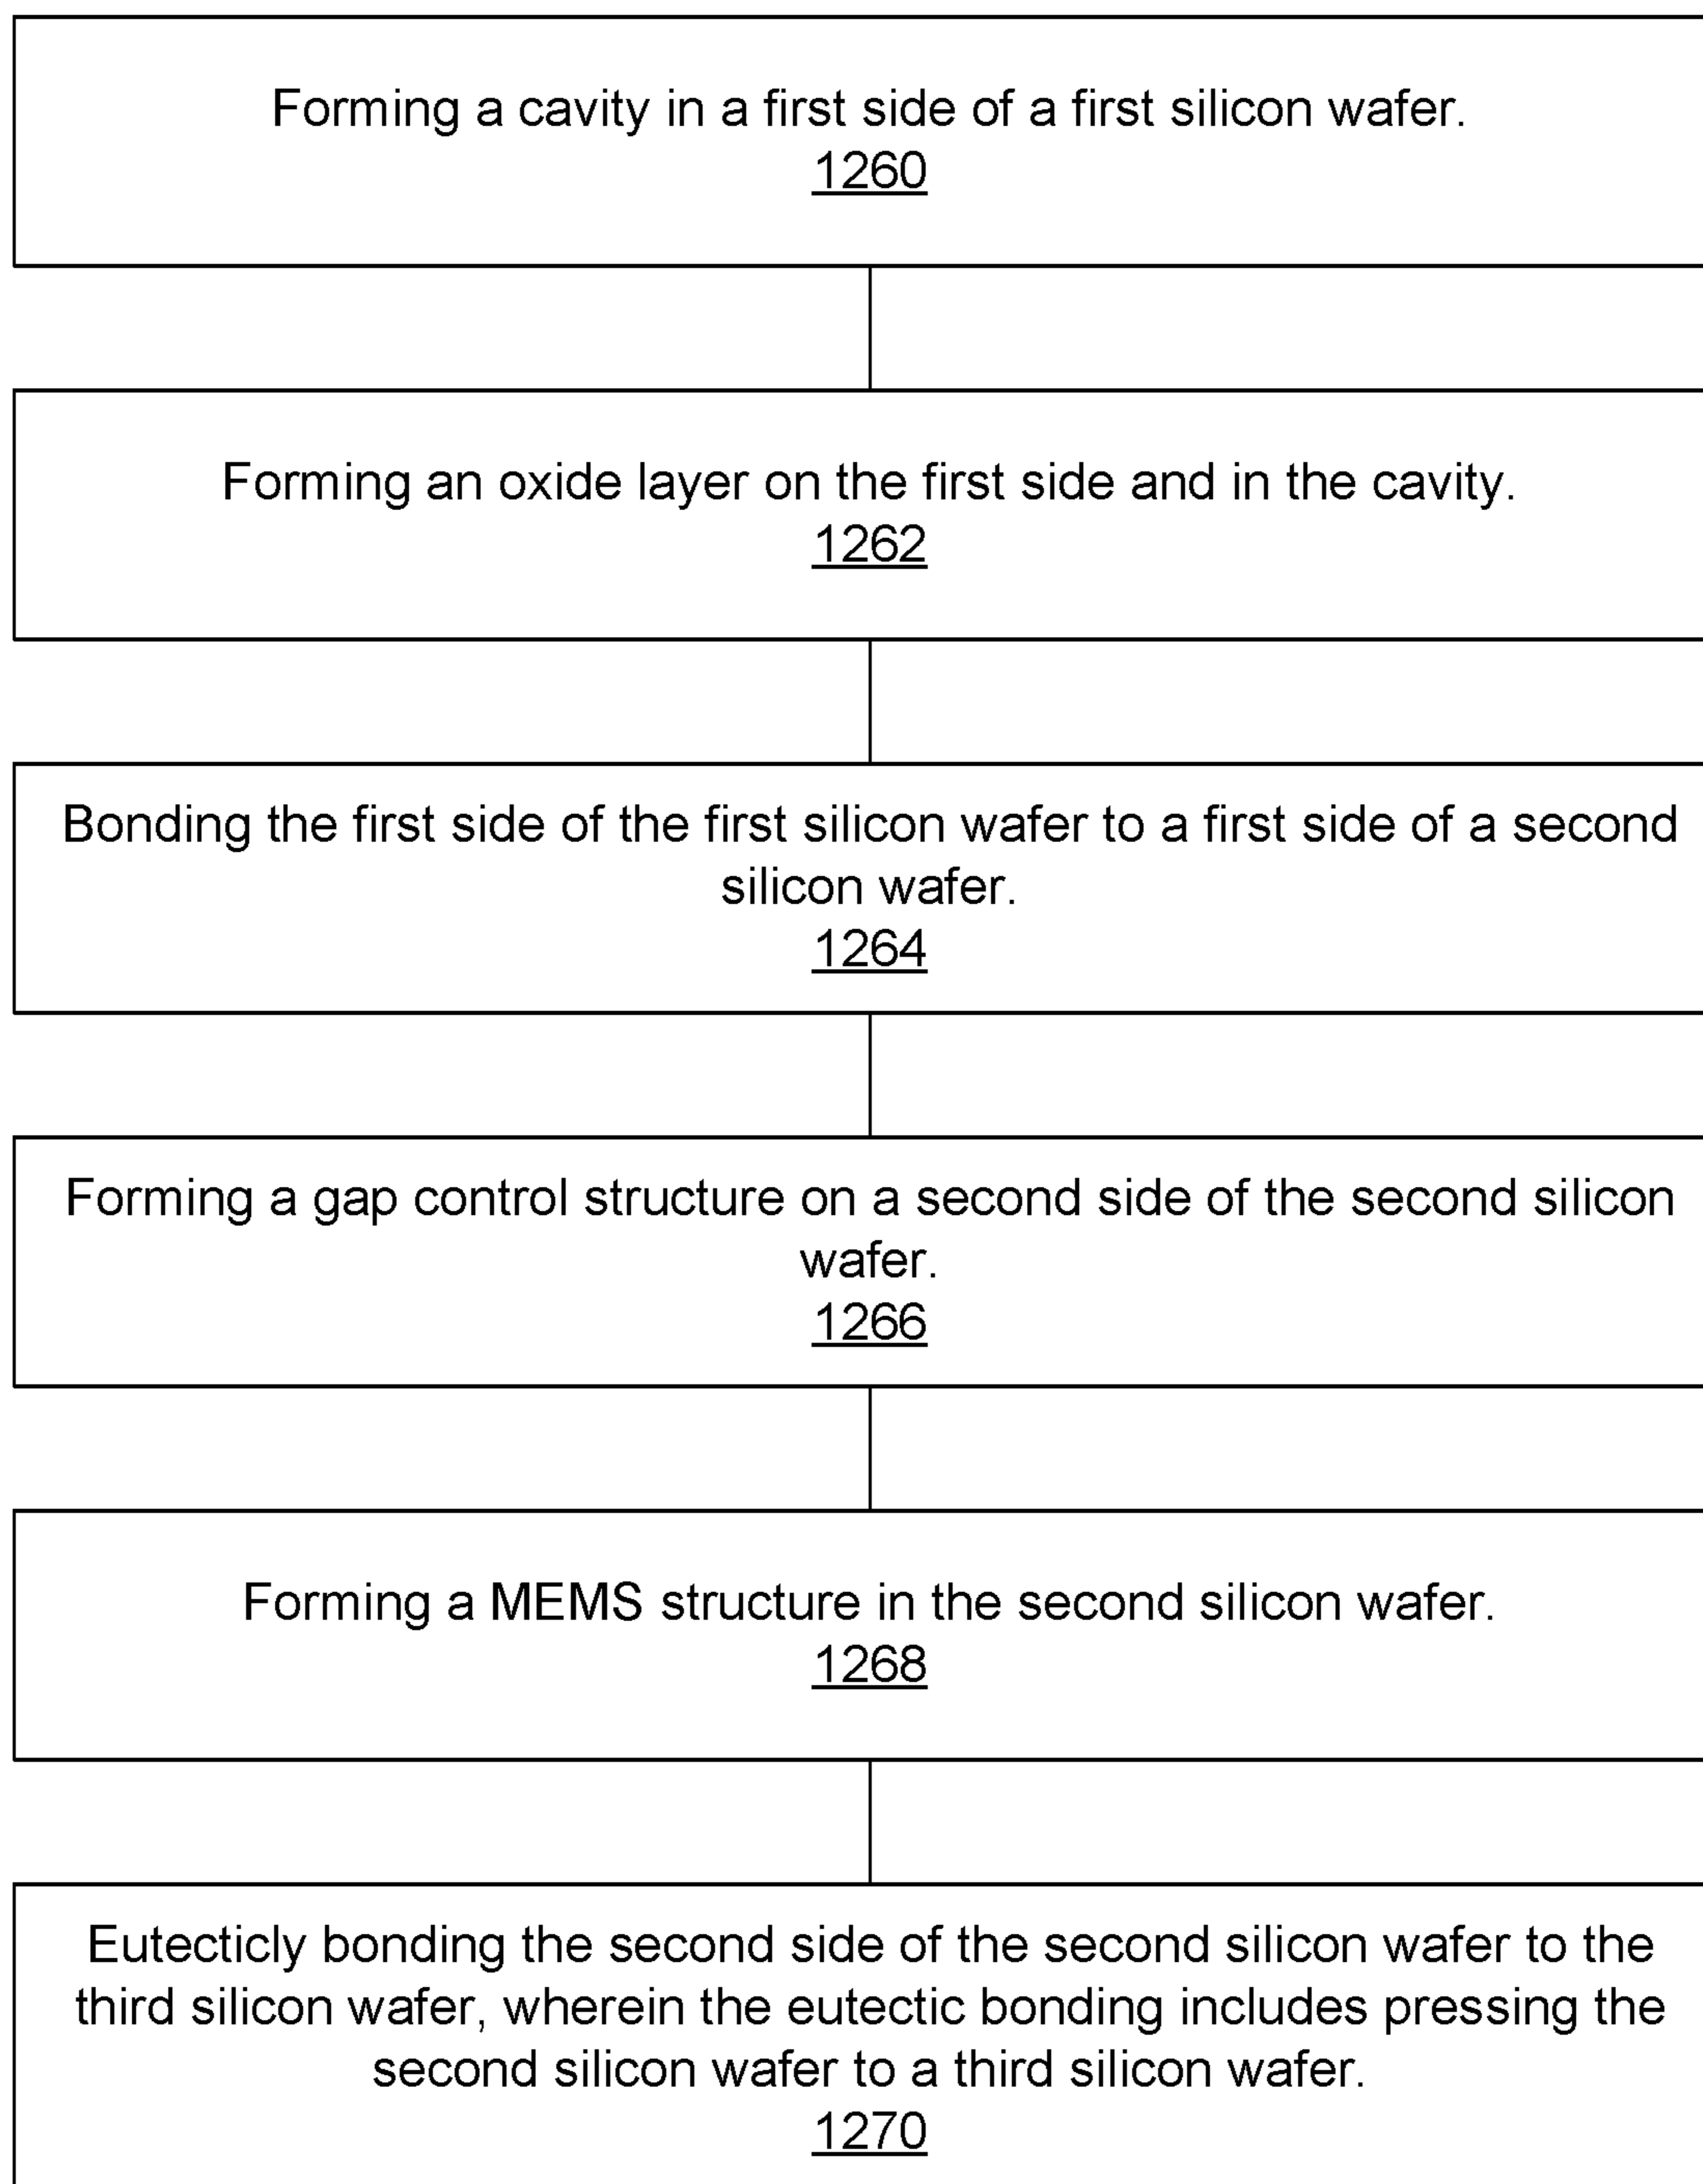 Forming a cavity in a first side of a first silicon wafer.
1260
Forming an oxide layer on the first side and in the cavity.
1262
Bonding the first side of the first silicon wafer to a first side of a second
silicon wafer.
1264
Forming a gap control structure on a second side of the second silicon
wafer.
1266
Forming a MEMS structure in the second silicon wafer.
1268
Eutecticly bonding the second side of the second silicon wafer to the
third silicon wafer, wherein the eutectic bonding includes pressing the
second silicon wafer to a third silicon wafer.
1270